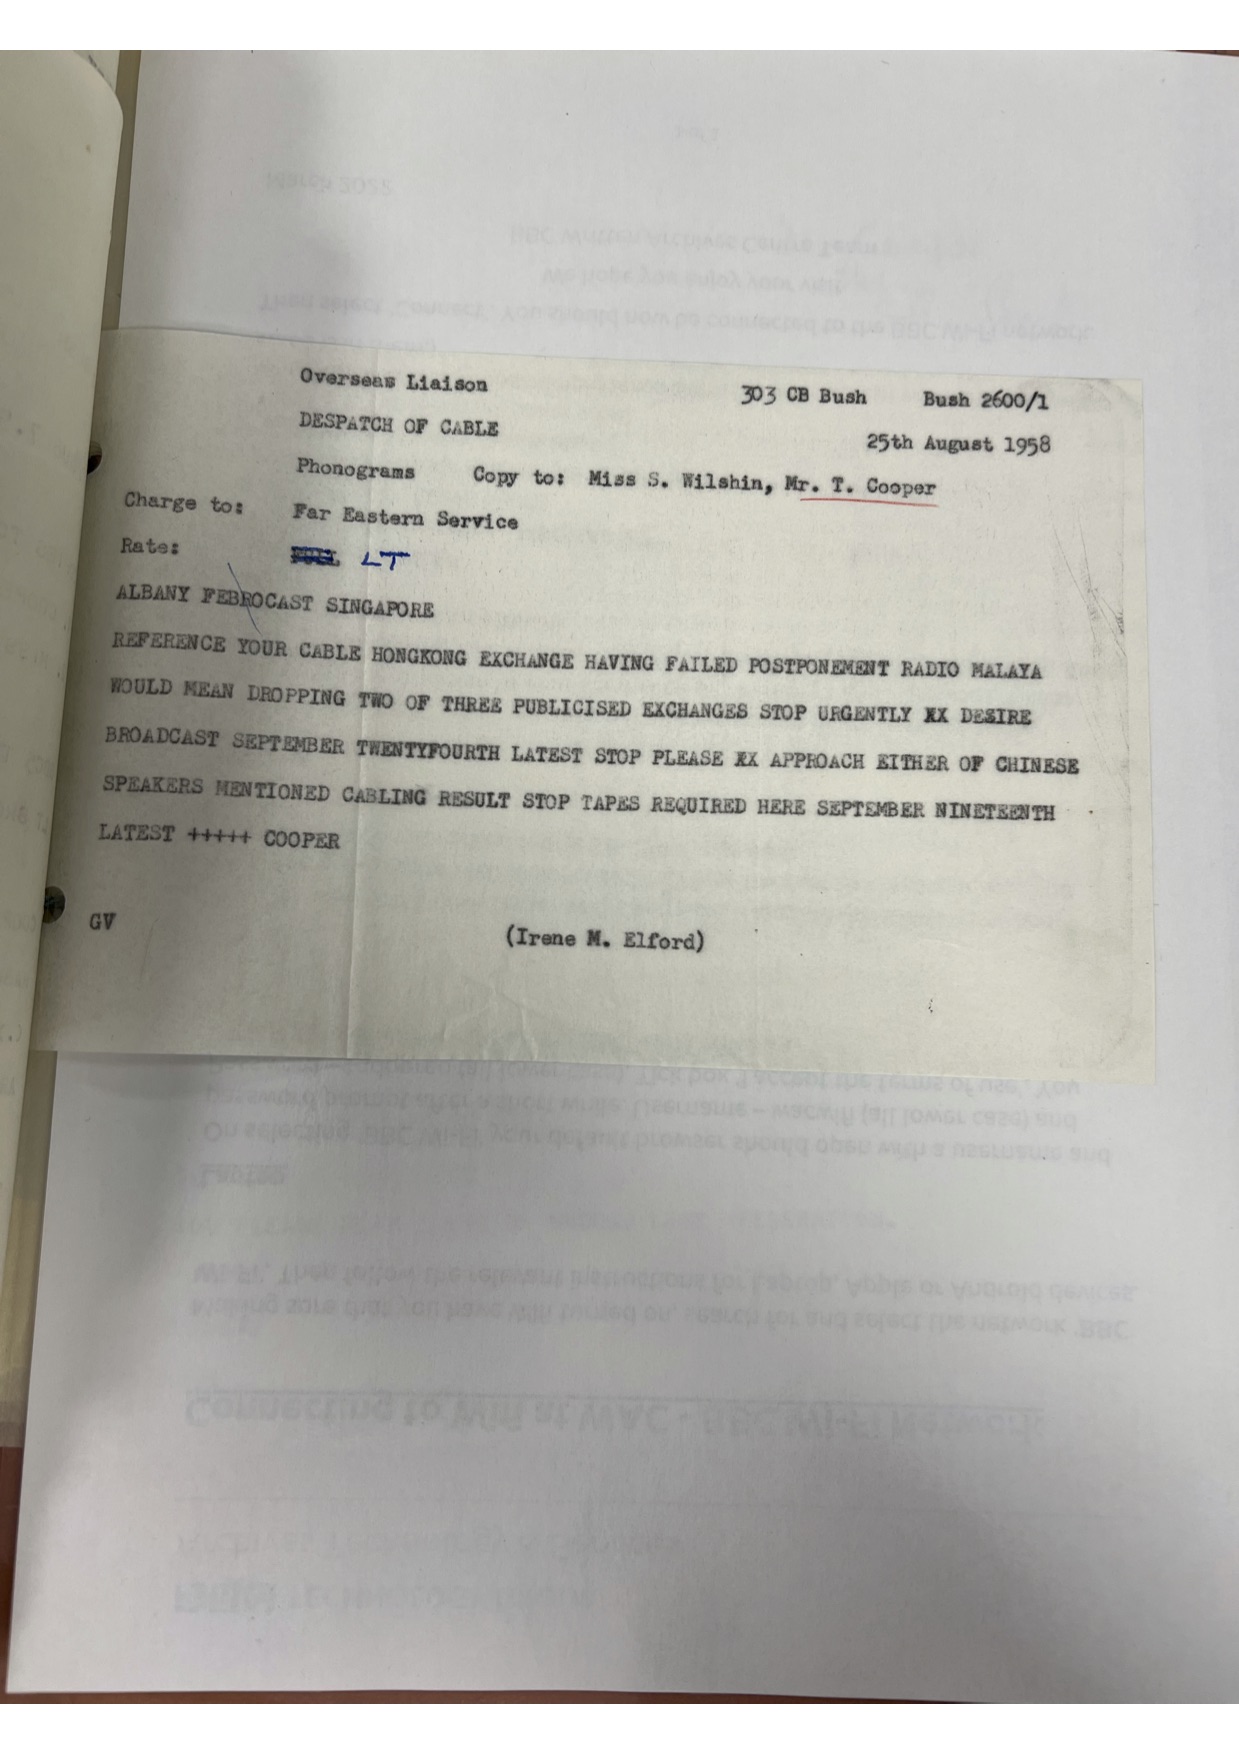 Overseas Liaison 303 CB Bush Bush 2600/1
DESPATCH OF CABLE 25th August 1958
Phonograms Copy to: Miss S. Wilshin, Mr. T. Cooper
Charge to: Far Eastern Service
Rate: LT
ALBANY FEBROCAST SINGAPORE
REFERENCE YOUR CABLE HONGKONG EXCHANGE HAVING FAILED POSTPONEMENT RADIO MALAYA
WOULD MEAN DROPPING TWO OF THREE PUBLICISED EXCHANGES STOP URGENTLY XX DESIRE
BROADCAST SEPTEMBER TWENTYFOURTH LATEST STOP PLEASE XX APPROACH EITHER OF CHINESE
SPEAKERS MENTIONED CABLING RESULT STOP TAPES REQUIRED HERE SEPTEMBER NINETEENTH
LATEST +++++ COOPER
GV (Irene M. Elford)